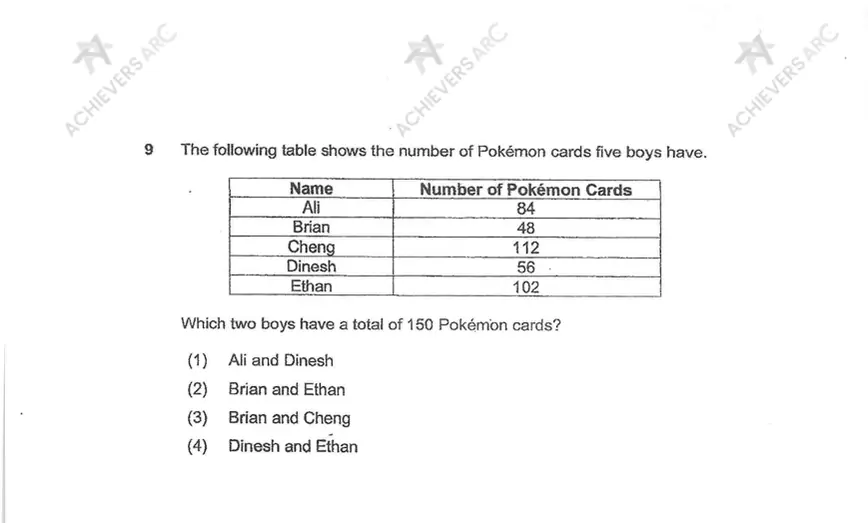 ACHIEVERS ARC
ACHIEVERS ARC
ACHIEVERS ARC
9 The following table shows the number of Pokémon cards five boys have.
Name Number of Pokémon Cards
Ali 84
Brian 48
Cheng 112
Dinesh 56
Ethan 102
Which two boys have a total of 150 Pokémon cards?
(1) Ali and Dinesh
(2) Brian and Ethan
(3) Brian and Cheng
(4) Dinesh and Ethan